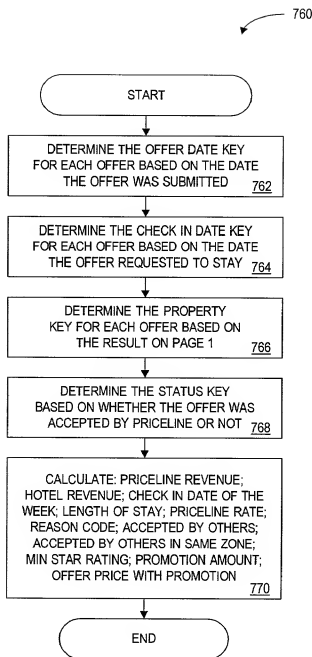 760
START
DETERMINE THE OFFER DATE KEY
FOR EACH OFFER BASED ON THE DATE
THE OFFER WAS SUBMITTED
762
DETERMINE THE CHECK IN DATE KEY
FOR EACH OFFER BASED ON THE DATE
THE OFFER REQUESTED TO STAY
764
DETERMINE THE PROPERTY
KEY FOR EACH OFFER BASED ON
THE RESULT ON PAGE 1
766
DETERMINE THE STATUS KEY
BASED ON WHETHER THE OFFER WAS
ACCEPTED BY PRICELINE OR NOT
768
CALCULATE: PRICELINE REVENUE;
HOTEL REVENUE; CHECK IN DATE OF THE
WEEK; LENGTH OF STAY; PRICELINE RATE;
REASON CODE; ACCEPTED BY OTHERS;
ACCEPTED BY OTHERS IN SAME ZONE;
MIN STAR RATING; PROMOTION AMOUNT;
OFFER PRICE WITH PROMOTION
770
END